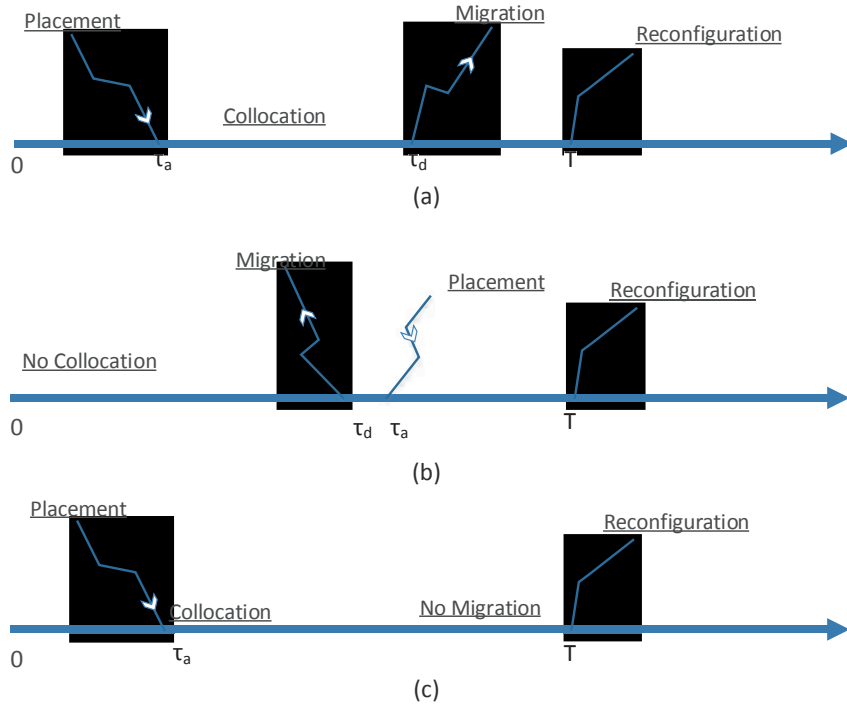 Placement
Migration
Reconfiguration
Collocation
0
τa
τd
T
(a)
Migration
Placement
Reconfiguration
No Collocation
0
τd
τa
T
(b)
Placement
Reconfiguration
Collocation
No Migration
0
τa
T
(c)